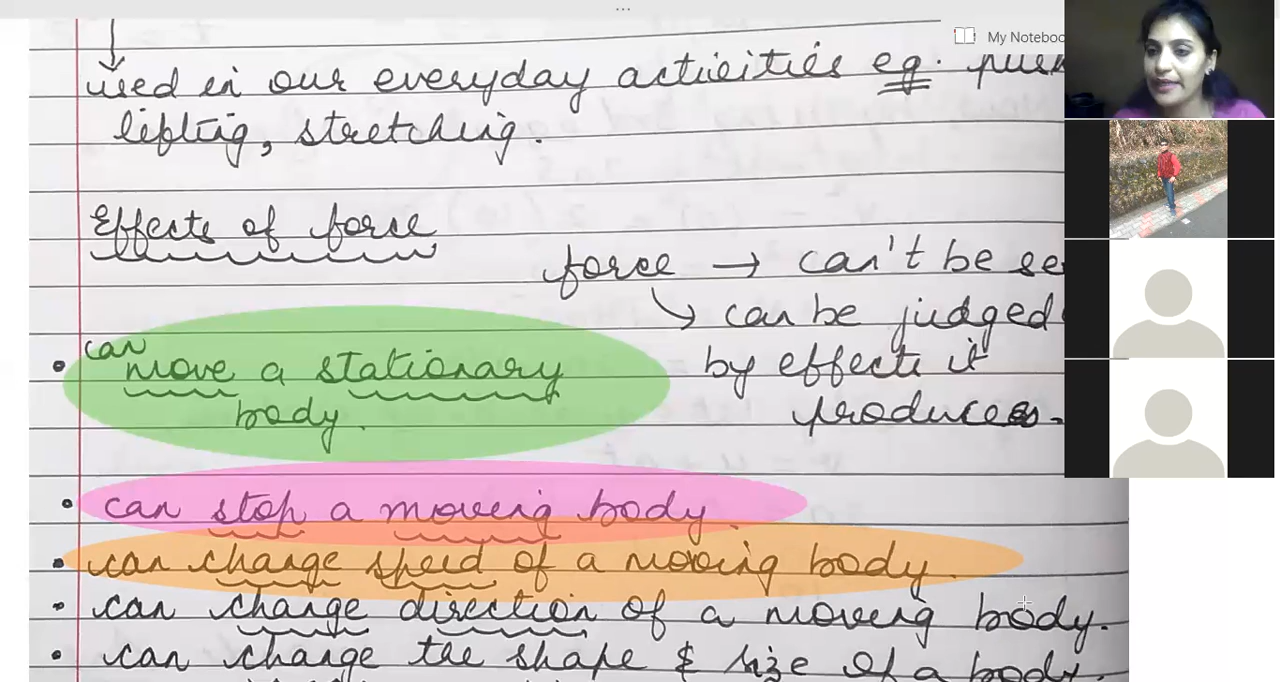 ...
My Noteboo
used in our everyday activities eg. push
lifting, stretching.
Effects of force
force → can't be se
↘ can be judged
by effects it
produces.
• can move a stationary
body.
• can stop a moving body.
• can change speed of a moving body.
• can change direction of a moving body.
• can change the shape & size of a body.